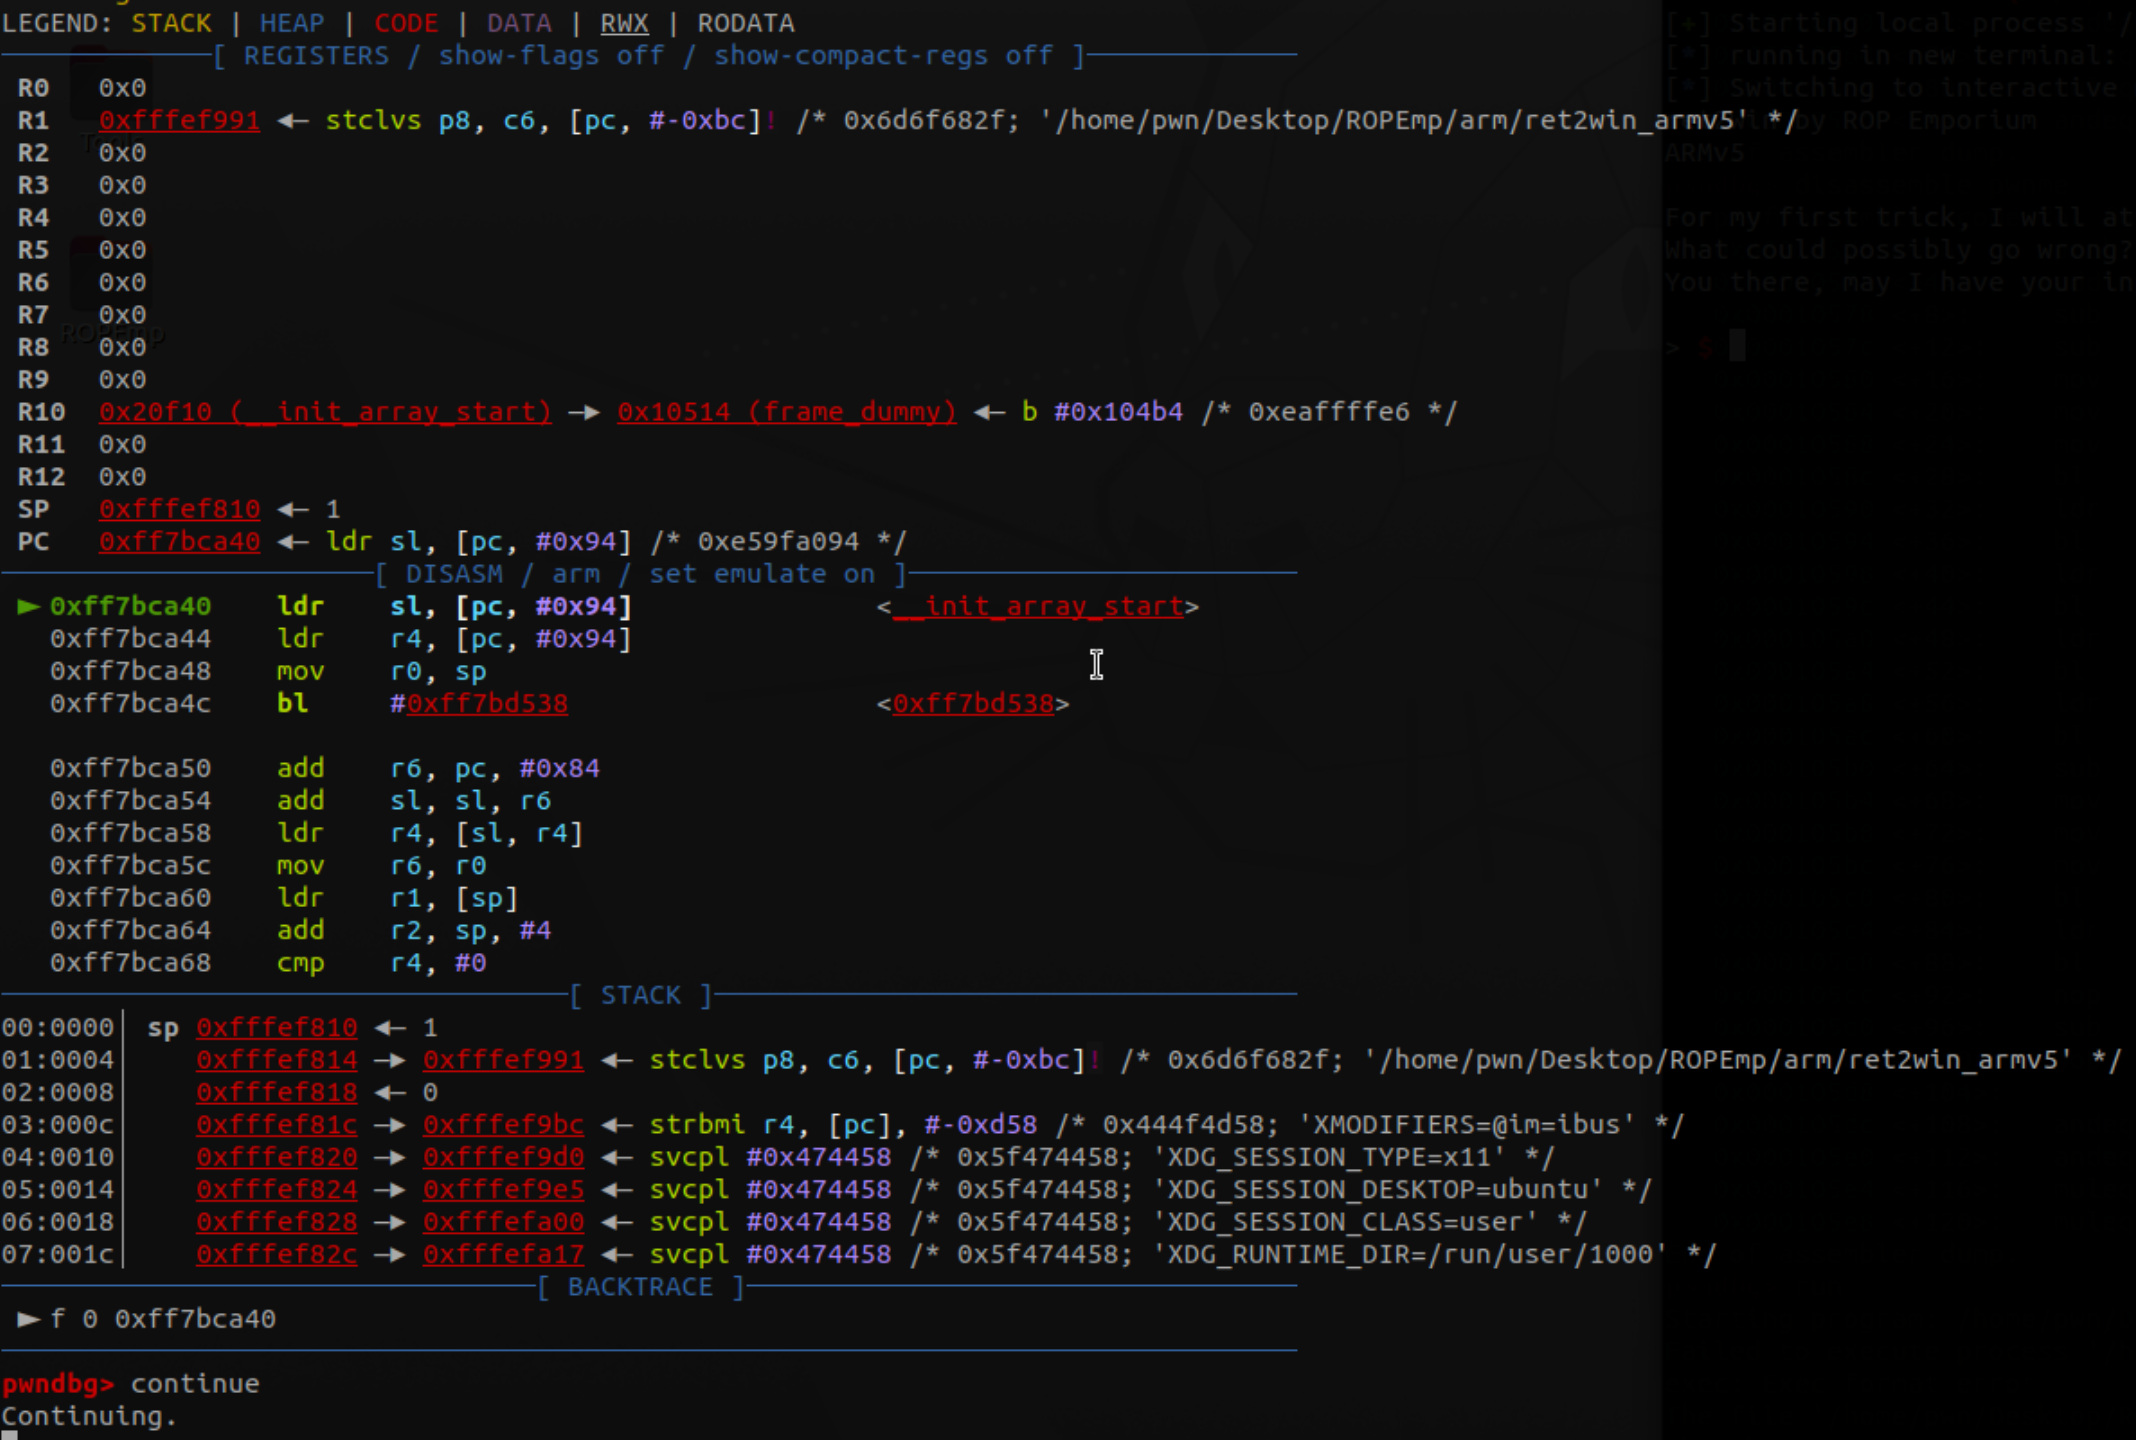 LEGEND: STACK | HEAP | CODE | DATA | RWX | RODATA
[ REGISTERS / show-flags off / show-compact-regs off ]
R0 0x0
R1 0xfffef991 ◂— stclvs p8, c6, [pc, #-0xbc]! /* 0x6d6f682f; '/home/pwn/Desktop/ROPEmp/arm/ret2win_armv5' */
R2 0x0
R3 0x0
R4 0x0
R5 0x0
R6 0x0
R7 0x0
R8 0x0
R9 0x0
R10 0x20f10 (__init_array_start) —▸ 0x10514 (frame_dummy) ◂— b #0x104b4 /* 0xeaffffe6 */
R11 0x0
R12 0x0
SP 0xfffef810 ◂— 1
PC 0xff7bca40 ◂— ldr sl, [pc, #0x94] /* 0xe59fa094 */
[ DISASM / arm / set emulate on ]
► 0xff7bca40 ldr sl, [pc, #0x94] <__init_array_start>
0xff7bca44 ldr r4, [pc, #0x94]
0xff7bca48 mov r0, sp
0xff7bca4c bl #0xff7bd538 <0xff7bd538>
0xff7bca50 add r6, pc, #0x84
0xff7bca54 add sl, sl, r6
0xff7bca58 ldr r4, [sl, r4]
0xff7bca5c mov r6, r0
0xff7bca60 ldr r1, [sp]
0xff7bca64 add r2, sp, #4
0xff7bca68 cmp r4, #0
[ STACK ]
00:0000│ sp 0xfffef810 ◂— 1
01:0004│ 0xfffef814 —▸ 0xfffef991 ◂— stclvs p8, c6, [pc, #-0xbc]! /* 0x6d6f682f; '/home/pwn/Desktop/ROPEmp/arm/ret2win_armv5' */
02:0008│ 0xfffef818 ◂— 0
03:000c│ 0xfffef81c —▸ 0xfffef9bc ◂— strbmi r4, [pc], #-0xd58 /* 0x444f4d58; 'XMODIFIERS=@im=ibus' */
04:0010│ 0xfffef820 —▸ 0xfffef9d0 ◂— svcpl #0x474458 /* 0x5f474458; 'XDG_SESSION_TYPE=x11' */
05:0014│ 0xfffef824 —▸ 0xfffef9e5 ◂— svcpl #0x474458 /* 0x5f474458; 'XDG_SESSION_DESKTOP=ubuntu' */
06:0018│ 0xfffef828 —▸ 0xfffefa00 ◂— svcpl #0x474458 /* 0x5f474458; 'XDG_SESSION_CLASS=user' */
07:001c│ 0xfffef82c —▸ 0xfffefa17 ◂— svcpl #0x474458 /* 0x5f474458; 'XDG_RUNTIME_DIR=/run/user/1000' */
[ BACKTRACE ]
► f 0 0xff7bca40
pwndbg> continue
Continuing.
[+] Starting local process '/
[*] running in new terminal:
[*] Switching to interactive
by ROP Emporium
ARMv5
For my first trick, I will at
What could possibly go wrong?
You there, may I have your in
> $
ROPEmp